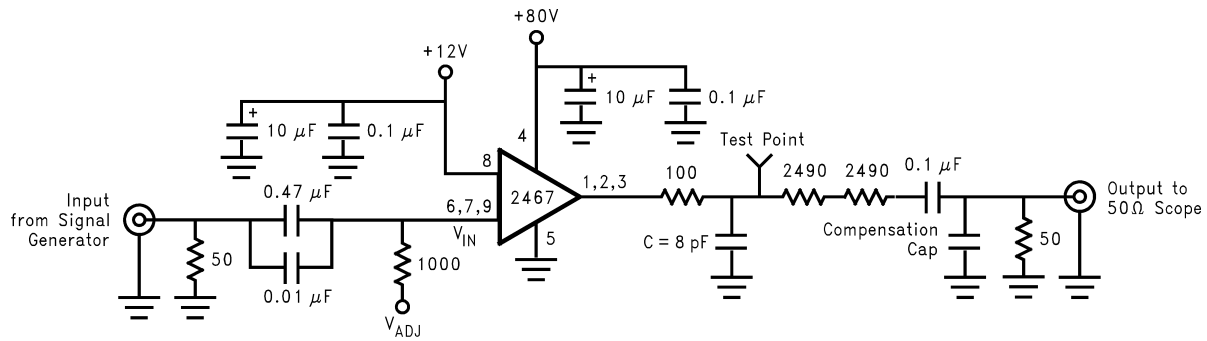 +80V
+12V
+
10 μF
0.1 μF
+
10 μF
0.1 μF
4
Test Point
8
2467
1,2,3
100
2490
2490
0.1 μF
Input
from Signal
Generator
0.47 μF
6,7,9
VIN
5
C = 8 pF
Compensation
Cap
50
Output to
50Ω Scope
50
0.01 μF
1000
VADJ